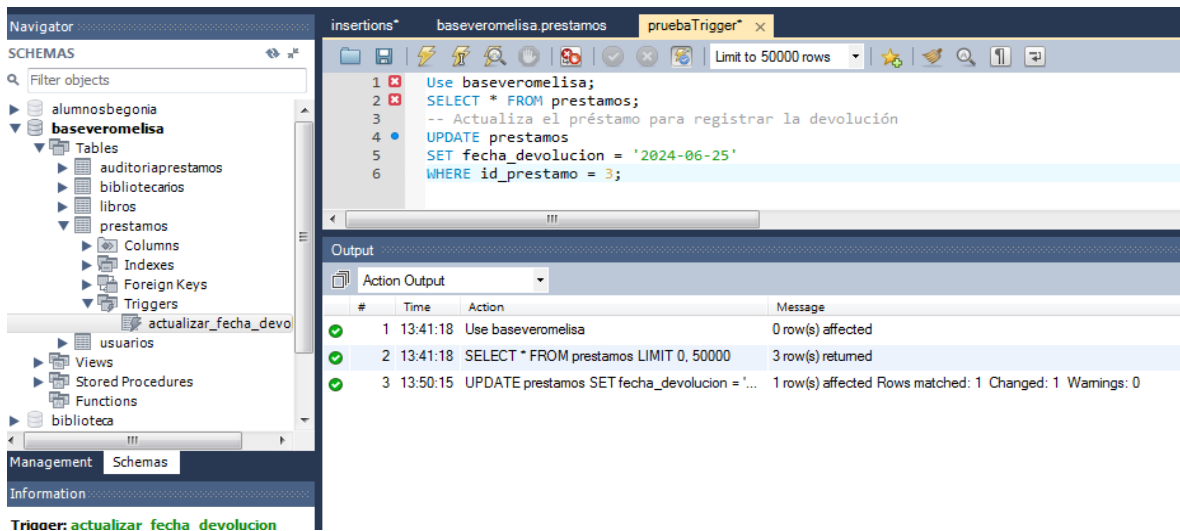 Navigator
SCHEMAS
Filter objects
alumnosbegonia
baseveromelisa
Tables
auditoriaprestamos
bibliotecarios
libros
prestamos
Columns
Indexes
Foreign Keys
Triggers
actualizar_fecha_devol
usuarios
Views
Stored Procedures
Functions
biblioteca
Management Schemas
Information
Trigger: actualizar_fecha_devolucion
insertions* baseveromelisa.prestamos pruebaTrigger*
Limit to 50000 rows
1 Use baseveromelisa;
2 SELECT * FROM prestamos;
3 -- Actualiza el préstamo para registrar la devolución
4 UPDATE prestamos
5 SET fecha_devolucion = '2024-06-25'
6 WHERE id_prestamo = 3;
Output
Action Output
# Time Action Message
1 13:41:18 Use baseveromelisa 0 row(s) affected
2 13:41:18 SELECT * FROM prestamos LIMIT 0, 50000 3 row(s) returned
3 13:50:15 UPDATE prestamos SET fecha_devolucion = '... 1 row(s) affected Rows matched: 1 Changed: 1 Warnings: 0